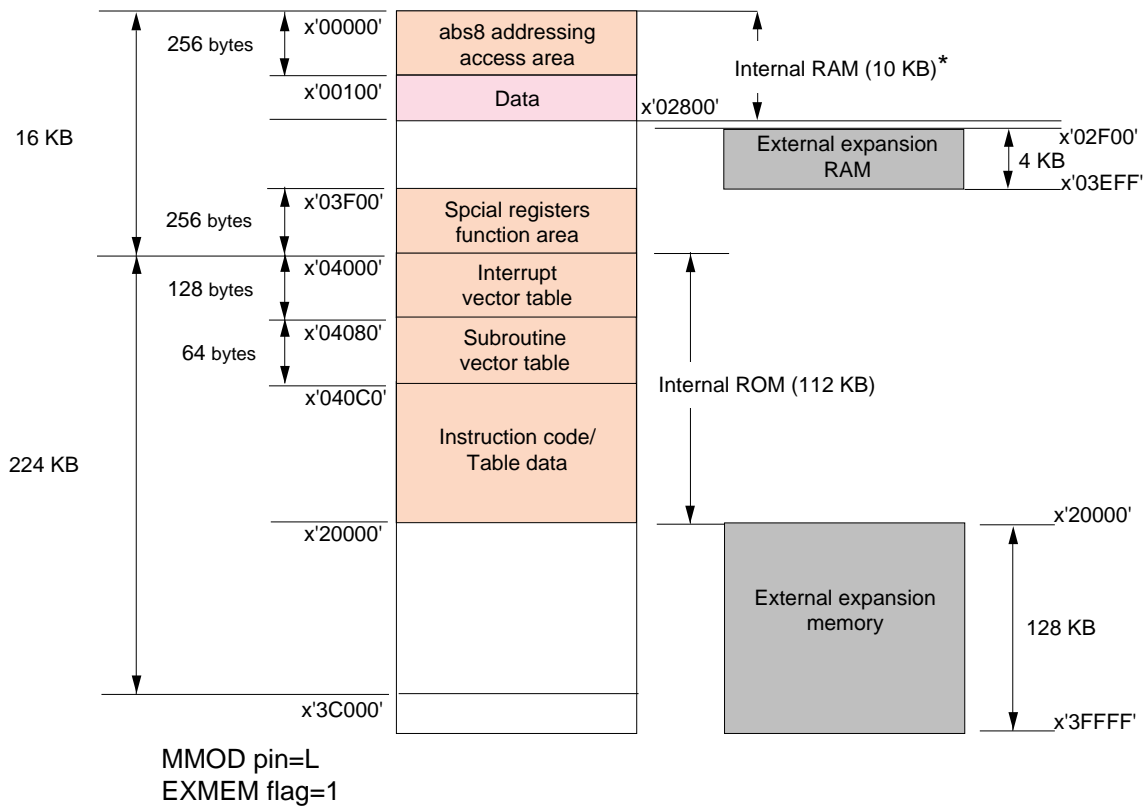 x'00000'
256 bytes
abs8 addressing
access area
Internal RAM (10 KB)*
x'00100'
Data
x'02800'
16 KB
x'02F00'
External expansion
RAM
4 KB
x'03EFF'
x'03F00'
256 bytes
Spcial registers
function area
x'04000'
128 bytes
Interrupt
vector table
x'04080'
64 bytes
Subroutine
vector table
x'040C0'
Internal ROM (112 KB)
Instruction code/
Table data
224 KB
x'20000'
x'20000'
External expansion
memory
128 KB
x'3C000'
x'3FFFF'
MMOD pin=L
EXMEM flag=1